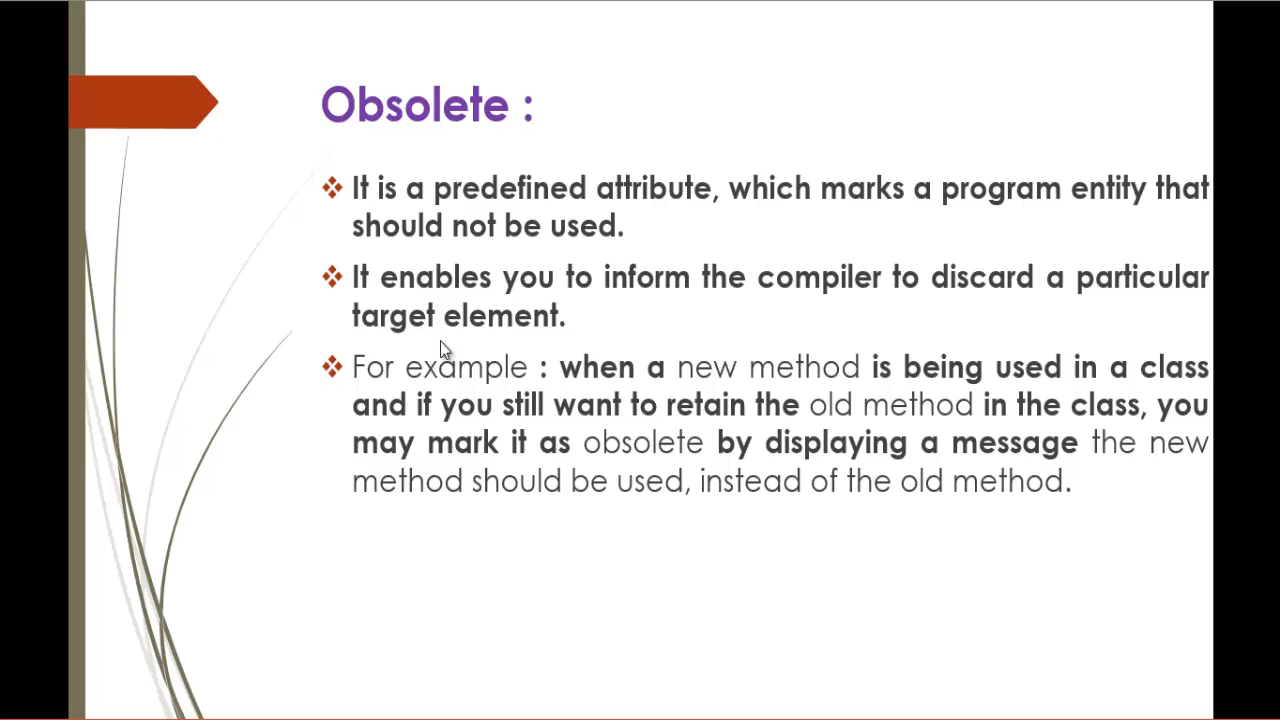 Obsolete :
❖ It is a predefined attribute, which marks a program entity that
should not be used.
❖ It enables you to inform the compiler to discard a particular
target element.
❖ For example : when a new method is being used in a class
and if you still want to retain the old method in the class, you
may mark it as obsolete by displaying a message the new
method should be used, instead of the old method.